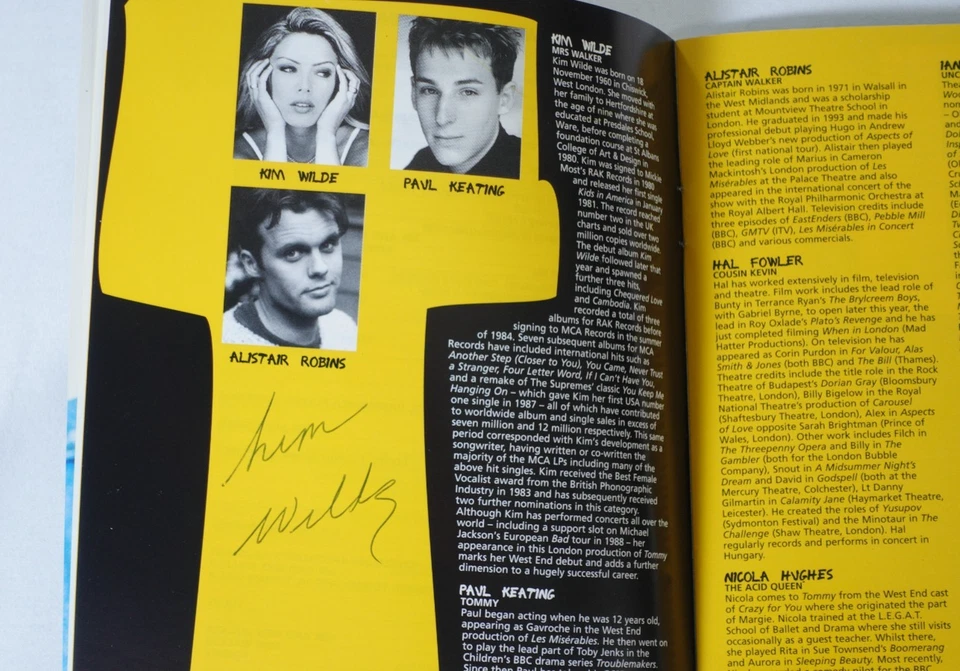 KIM WILDE
PAUL KEATING
ALISTAIR ROBINS
Kim
Wilde
KIM WILDE
MRS WALKER
Kim Wilde was born on 18
November 1960 in Chiswick,
West London. She moved with
her family to Hertfordshire at
the age of nine where she was
educated at Presdales School,
Ware, before completing a
foundation course at St Albans
College of Art & Design in
1980. Kim was signed to Mickie
Most's RAK Records in 1980
and released her first single
Kids in America in January
1981. The record reached
number two in the UK
charts and sold over two
million copies worldwide.
The debut album Kim
Wilde followed later that
year and spawned a
further three hits,
including Chequered Love
and Cambodia. Kim
recorded a total of three
albums for RAK Records before
signing to MCA Records in the summer
of 1984. Seven subsequent albums for MCA
Records have included international hits such as
Another Step (Closer to You), You Came, Never Trust
a Stranger, Four Letter Word, If I Can't Have You,
and a remake of The Supremes' classic You Keep Me
Hanging On – which gave Kim her first USA number
one single in 1987 – all of which have contributed
to worldwide album and single sales in excess of
seven million and 12 million respectively. This same
period corresponded with Kim's development as a
songwriter, having written or co-written the
majority of the MCA LPs including many of the
above hit singles. Kim received the Best Female
Vocalist award from the British Phonographic
Industry in 1983 and has subsequently received
two further nominations in this category.
Although Kim has performed concerts all over the
world – including a support slot on Michael
Jackson's European Bad tour in 1988 – her
appearance in this London production of Tommy
marks her West End debut and adds a further
dimension to a hugely successful career.
PAUL KEATING
TOMMY
Paul began acting when he was 12 years old,
appearing as Gavroche in the West End
production of Les Misérables. He then went on
to play the lead part of Toby Jenks in the
Children's BBC drama series Troublemakers.
ALISTAIR ROBINS
CAPTAIN WALKER
Alistair Robins was born in 1971 in Walsall in
the West Midlands and was a scholarship
student at Mountview Theatre School in
London. He graduated in 1993 and made his
professional debut playing Hugo in Andrew
Lloyd Webber's new production of Aspects of
Love (first national tour). Alistair then played
the leading role of Marius in Cameron
Mackintosh's London production of Les
Misérables at the Palace Theatre and also
appeared in the international concert of the
show with the Royal Philharmonic Orchestra at
the Royal Albert Hall. Television credits include
three episodes of EastEnders (BBC), Pebble Mill
(BBC), GMTV (ITV), Les Misérables in Concert
(BBC) and various commercials.
HAL FOWLER
COUSIN KEVIN
Hal has worked extensively in film, television
and theatre. Film work includes the lead role of
Bunty in Terrance Ryan's The Brylcreem Boys,
with Gabriel Byrne, to open later this year, the
lead in Roy Oxlade's Plato's Revenge and he has
just completed filming When in London (Mad
Hatter Productions). On television he has
appeared as Corin Purdon in For Valour, Alas
Smith & Jones (both BBC) and The Bill (Thames).
Theatre credits include the title role in the Rock
Theatre of Budapest's Dorian Gray (Bloomsbury
Theatre, London), Billy Bigelow in the Royal
National Theatre's production of Carousel
(Shaftesbury Theatre, London), Alex in Aspects
of Love opposite Sarah Brightman (Prince of
Wales, London). Other work includes Filch in
The Threepenny Opera and Billy in The
Gambler (both for the London Bubble
Company), Snout in A Midsummer Night's
Dream and David in Godspell (both at the
Mercury Theatre, Colchester), Lt Danny
Gilmartin in Calamity Jane (Haymarket Theatre,
Leicester). He created the roles of Yusupov
(Sydmonton Festival) and the Minotaur in The
Challenge (Shaw Theatre, London). Hal
regularly records and performs in concert in
Hungary.
NICOLA HUGHES
THE ACID QUEEN
Nicola comes to Tommy from the West End cast
of Crazy for You where she originated the part
of Margie. Nicola trained at the L.E.G.A.T.
School of Ballet and Drama where she still visits
occasionally as a guest teacher. Whilst there,
she played Rita in Sue Townsend's Boomerang
and Aurora in Sleeping Beauty. Most recently,